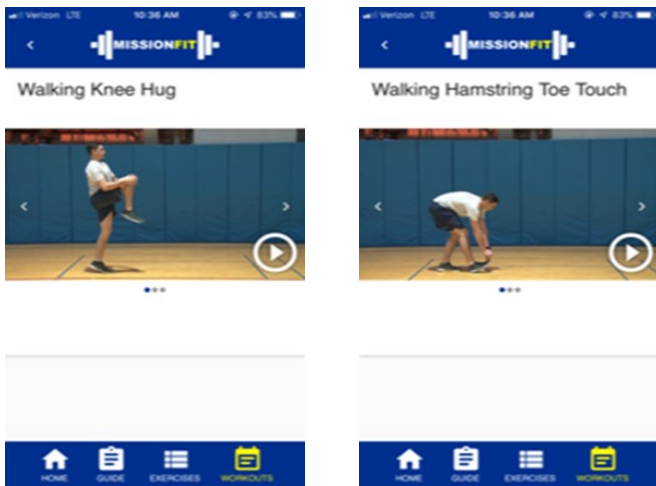 Verizon LTE 10:36 AM 83%
MISSIONFIT
Walking Knee Hug
HOME GUIDE EXERCISES WORKOUTS
Verizon LTE 10:36 AM 83%
MISSIONFIT
Walking Hamstring Toe Touch
HOME GUIDE EXERCISES WORKOUTS